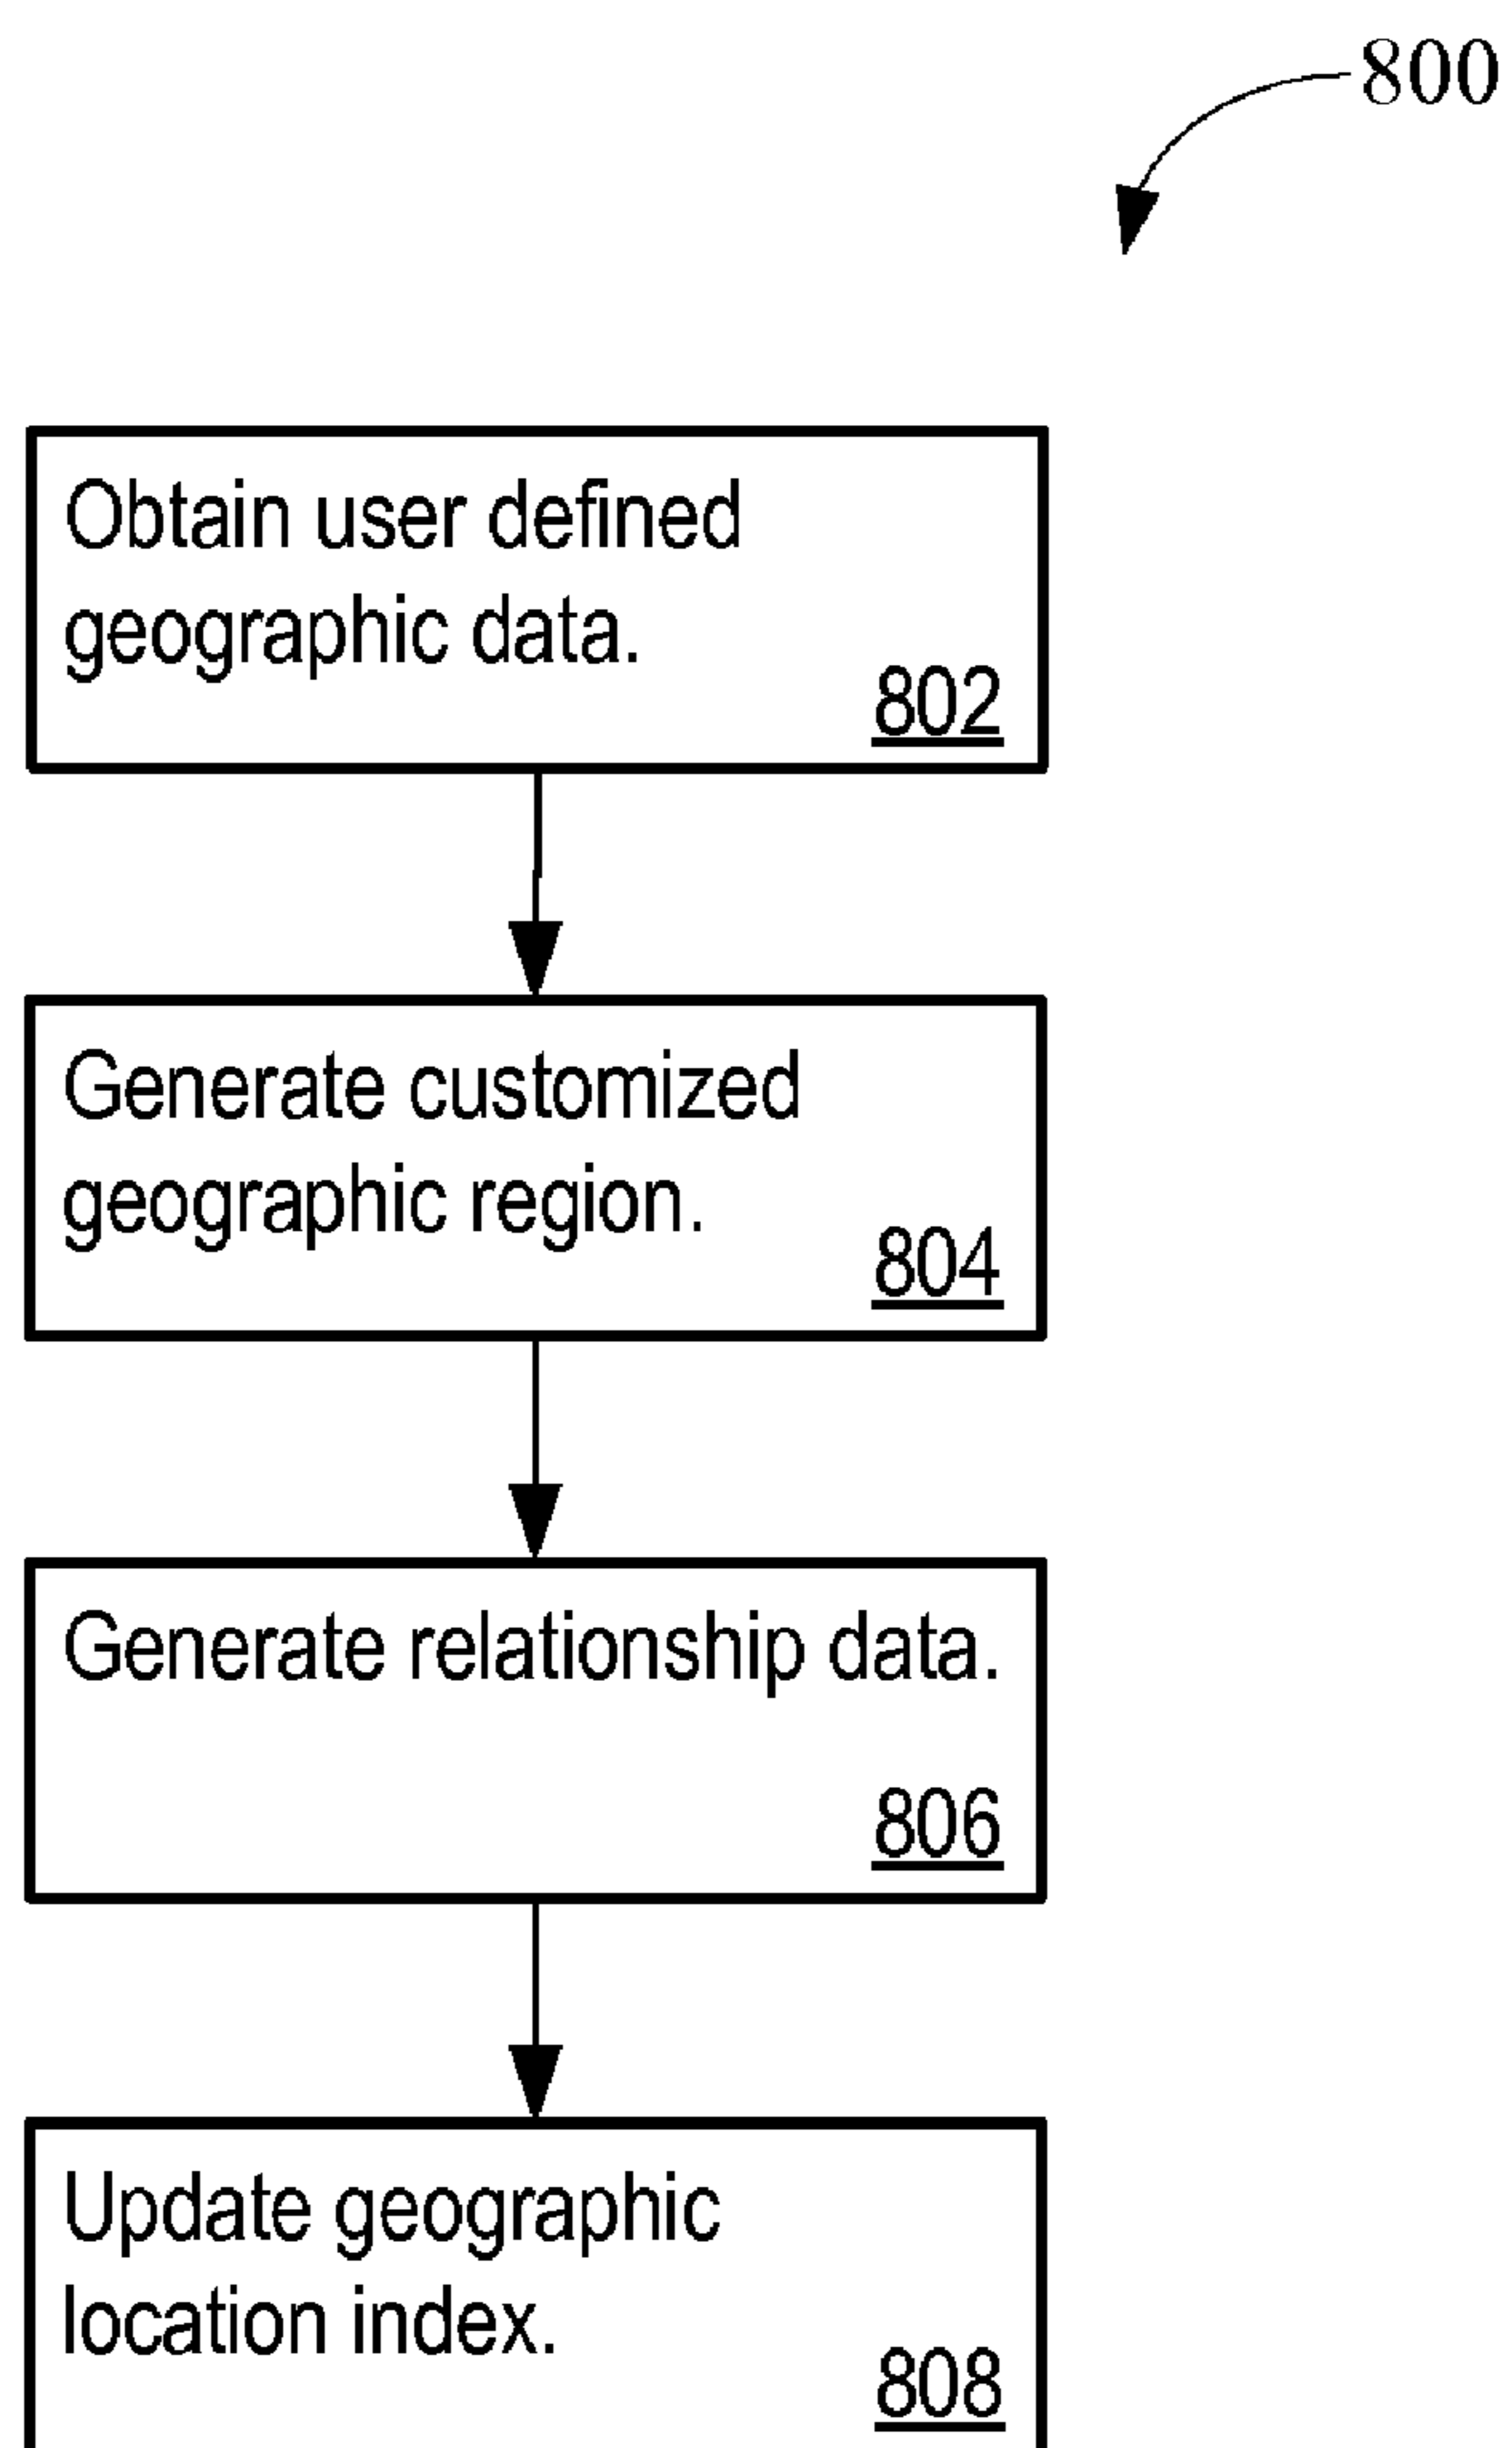 800
Obtain user defined
geographic data.
802
Generate customized
geographic region.
804
Generate relationship data.
806
Update geographic
location index.
808